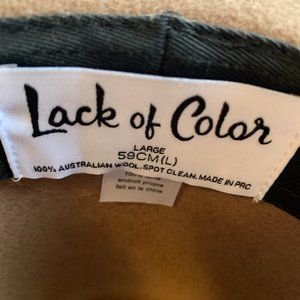 Lack of Color
LARGE
59CM(L)
100% AUSTRALIAN WOOL. SPOT CLEAN. MADE IN PRC
100%
endroit propre
fait en la chine